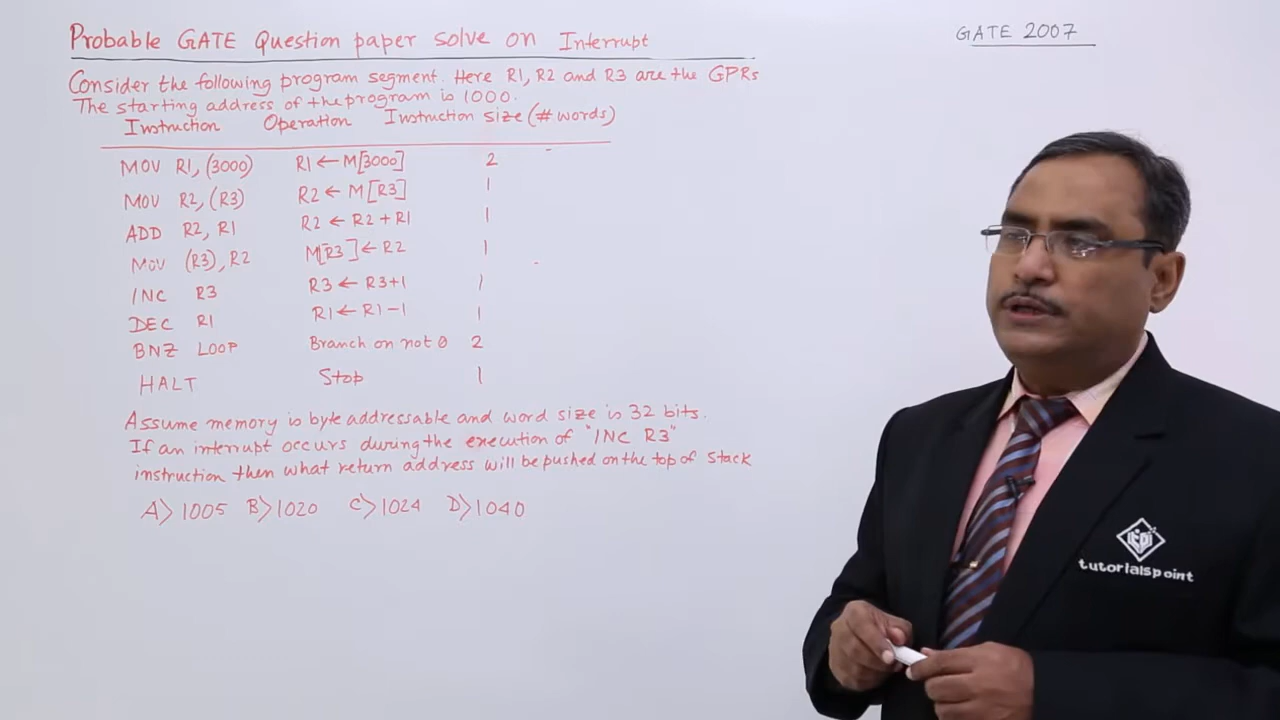 Probable GATE Question paper solve on Interrupt
GATE 2007
Consider the following program segment. Here R1, R2 and R3 are the GPRs
The starting address of the program is 1000.
Instruction Operation Instruction size (# words)
MOV R1, (3000) R1 ← M[3000] 2
MOV R2, (R3) R2 ← M[R3] 1
ADD R2, R1 R2 ← R2 + R1 1
MOV (R3), R2 M[R3] ← R2 1
INC R3 R3 ← R3+1 1
DEC R1 R1 ← R1 - 1 1
BNZ LOOP Branch on not 0 2
HALT Stop 1
Assume memory is byte addressable and word size is 32 bits.
If an interrupt occurs during the execution of "INC R3"
instruction then what return address will be pushed on the top of stack
A> 1005 B> 1020 C> 1024 D> 1040
tutorialspoint